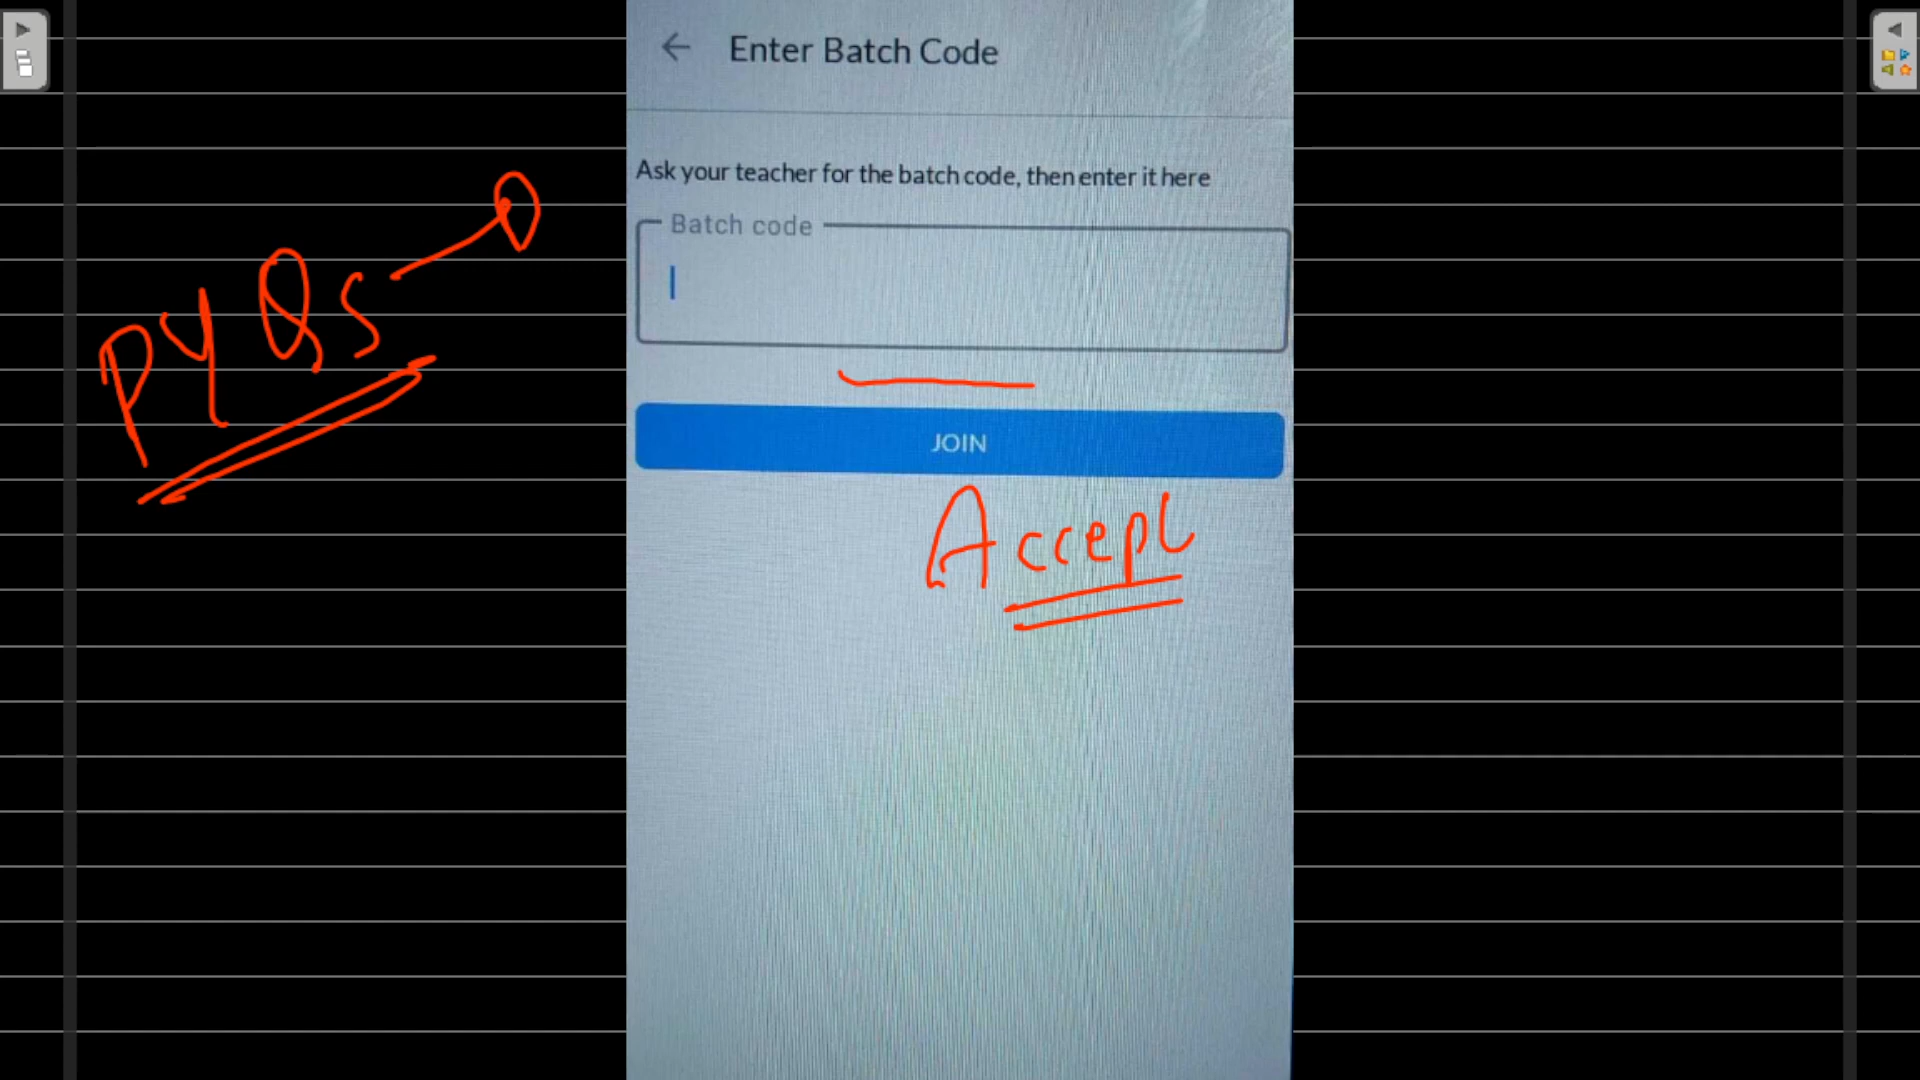 Enter Batch Code
Ask your teacher for the batch code, then enter it here
Batch code
JOIN
PYQs
Accept